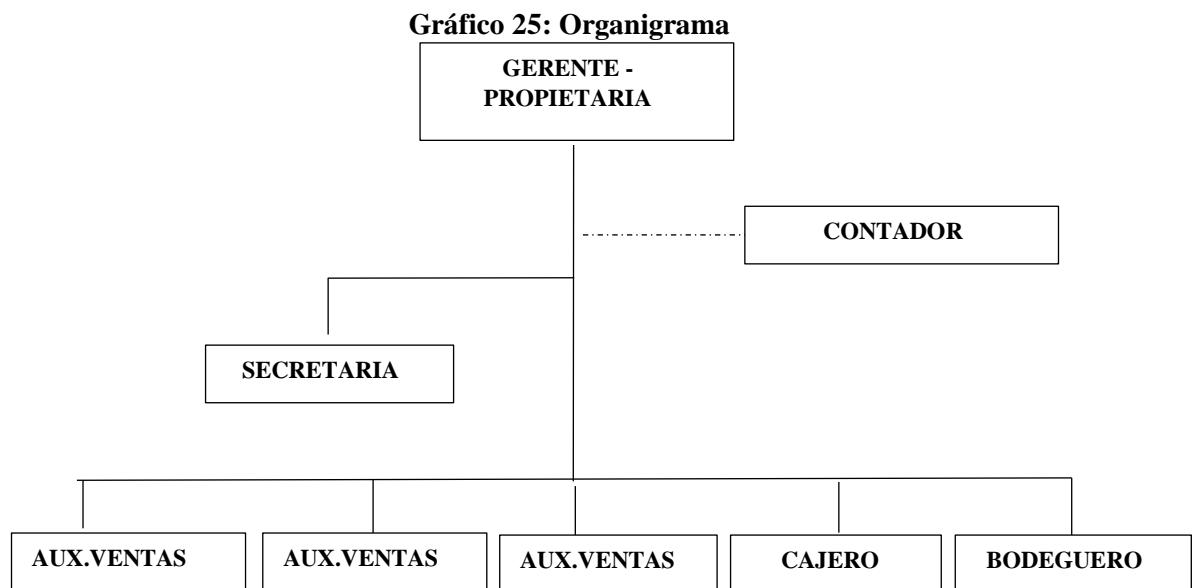 Gráfico 25: Organigrama
GERENTE -
PROPIETARIA
CONTADOR
SECRETARIA
AUX.VENTAS
AUX.VENTAS
AUX.VENTAS
CAJERO
BODEGUERO